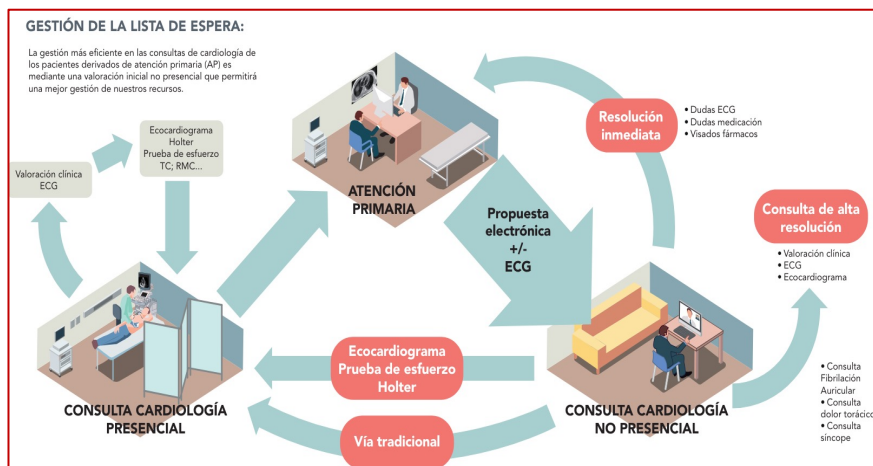 GESTIÓN DE LA LISTA DE ESPERA:
La gestión más eficiente en las consultas de cardiología de
los pacientes derivados de atención primaria (AP) es
mediante una valoración inicial no presencial que permitirá
una mejor gestión de nuestros recursos.
Ecocardiograma
Holter
Prueba de esfuerzo
TC; RMC...
Valoración clínica
ECG
ATENCIÓN
PRIMARIA
Resolución
inmediata
• Dudas ECG
• Dudas medicación
• Visados fármacos
Propuesta
electrónica
+/-
ECG
Consulta de alta
resolución
• Valoración clínica
• ECG
• Ecocardiograma
Ecocardiograma
Prueba de esfuerzo
Holter
• Consulta
Fibrilación
Auricular
• Consulta
dolor torácico
• Consulta
síncope
CONSULTA CARDIOLOGÍA
PRESENCIAL
Vía tradicional
CONSULTA CARDIOLOGÍA
NO PRESENCIAL